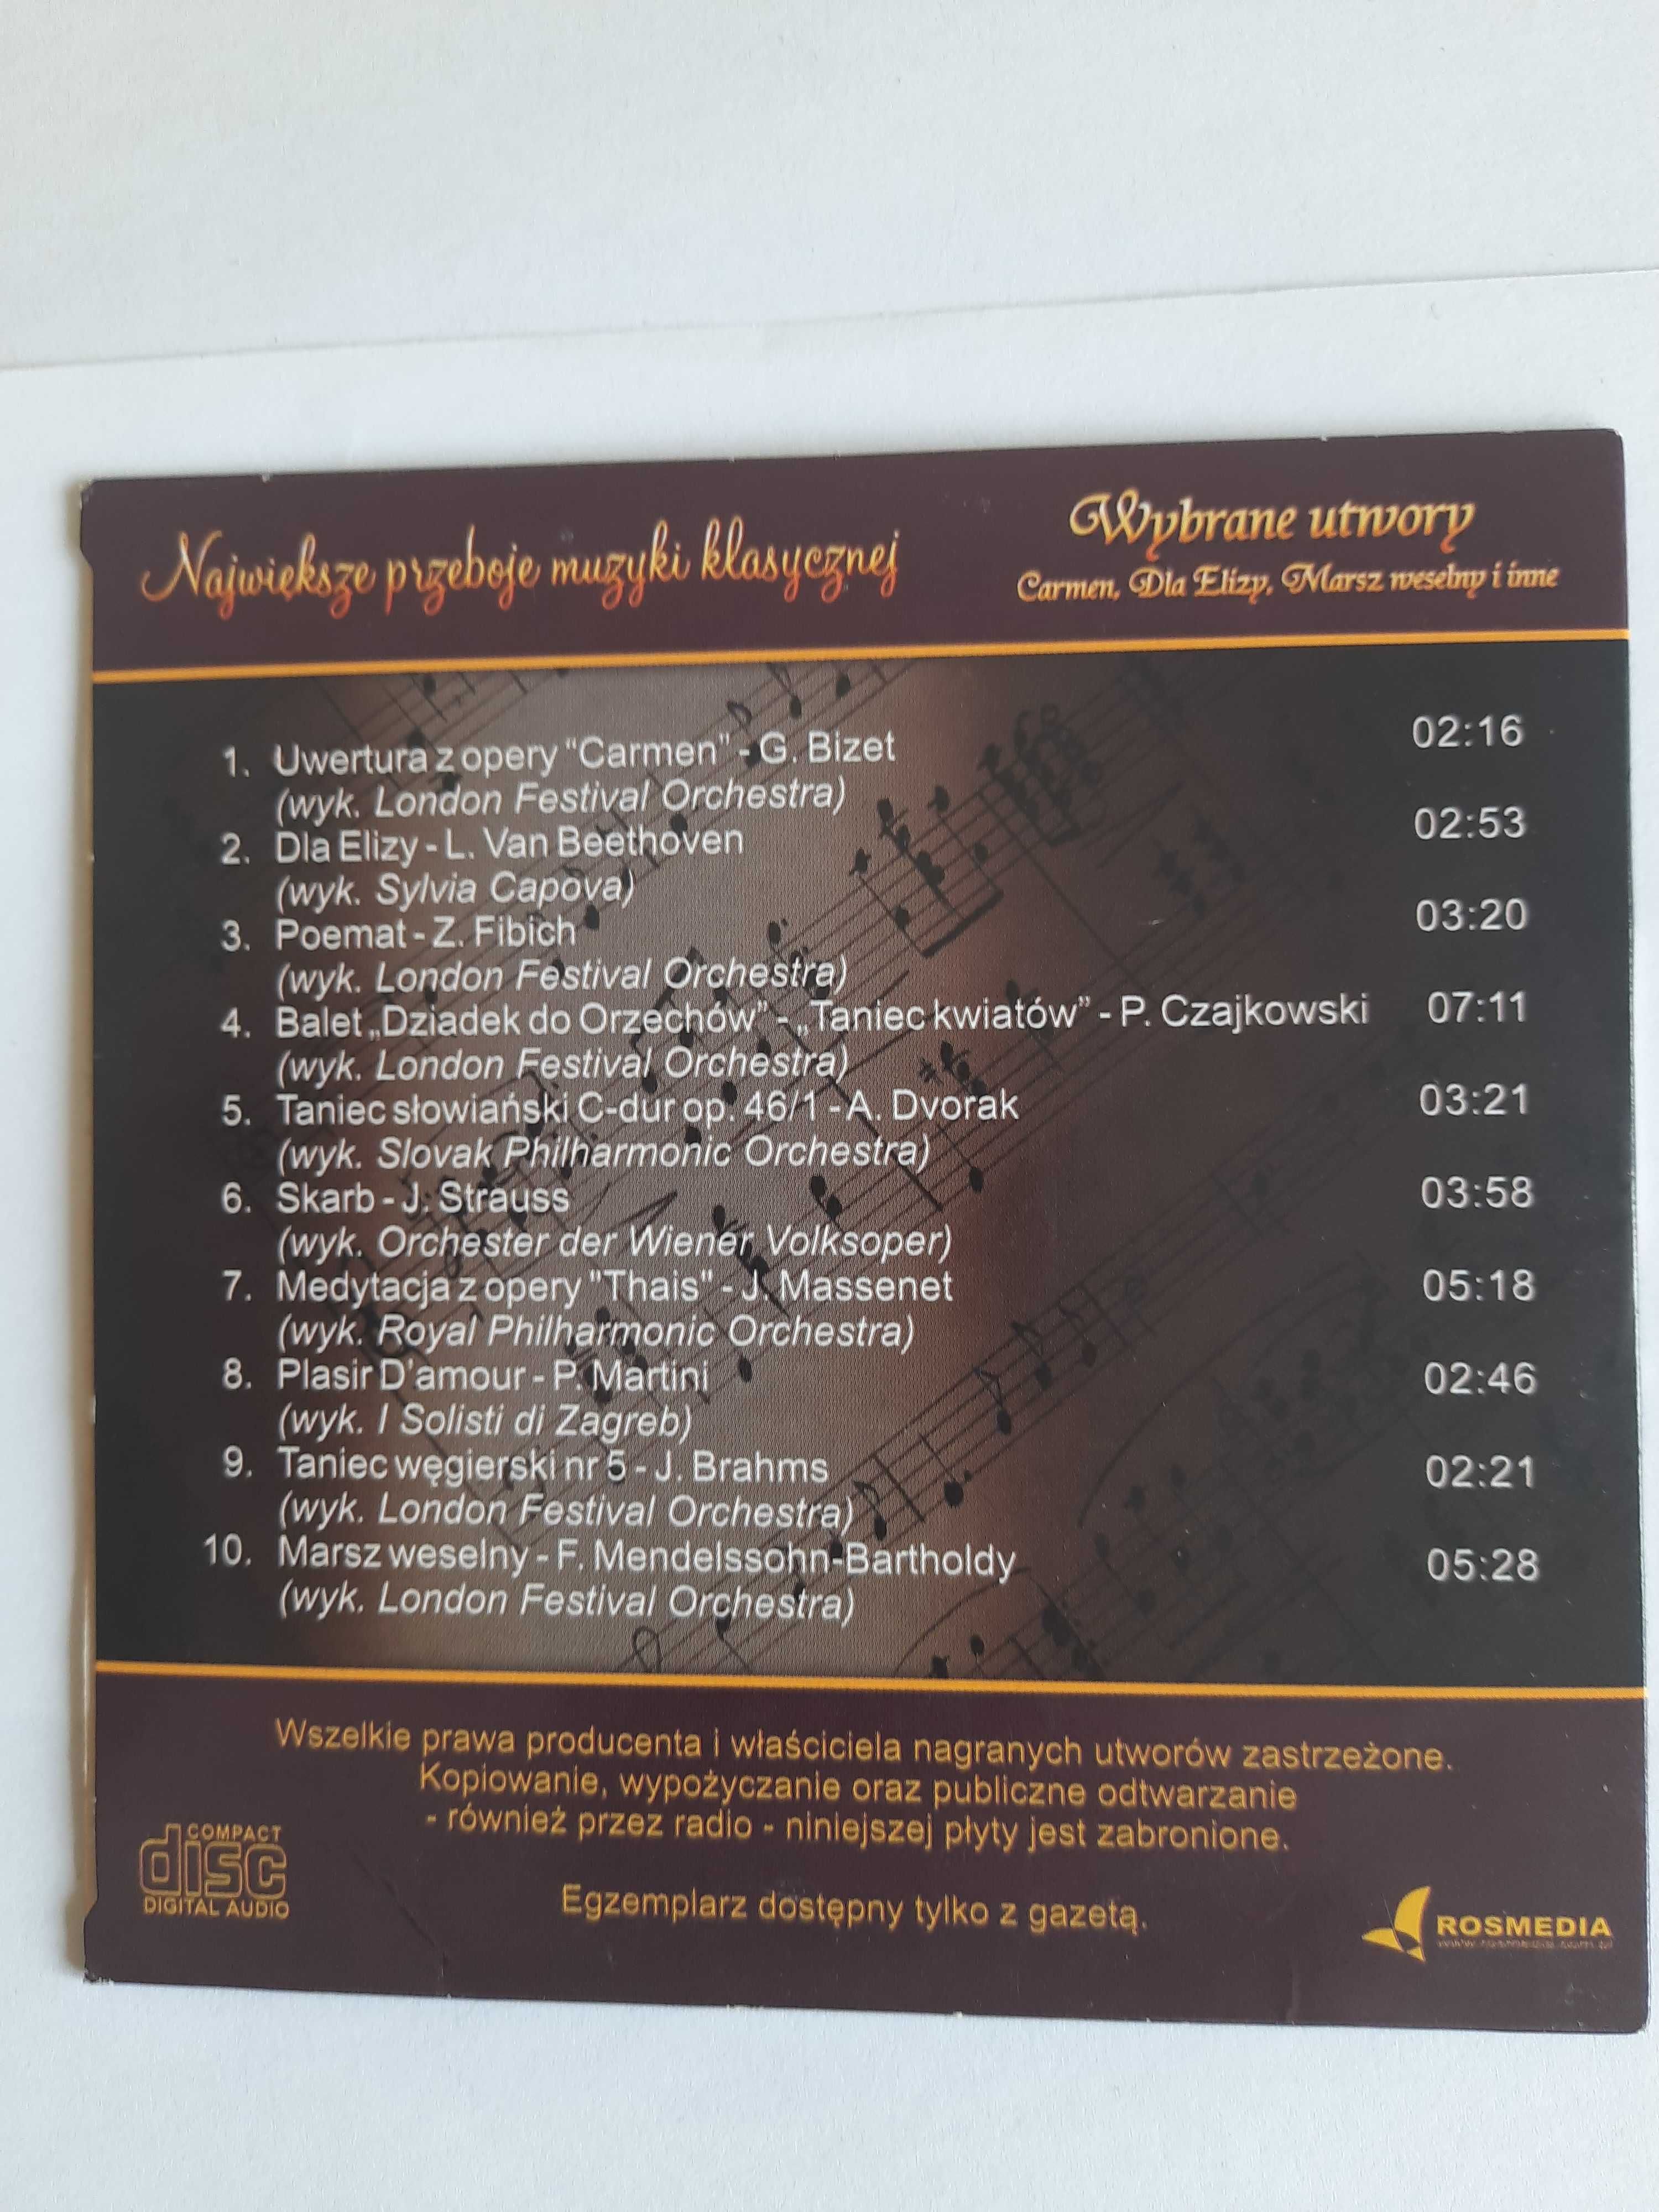 Największe przeboje muzyki klasycznej
Wybrane utwory
Carmen, Dla Elizy, Marsz weselny i inne
1. Uwertura z opery "Carmen" - G. Bizet 02:16
(wyk. London Festival Orchestra)
2. Dla Elizy - L. Van Beethoven 02:53
(wyk. Sylvia Capova)
3. Poemat - Z. Fibich 03:20
(wyk. London Festival Orchestra)
4. Balet „Dziadek do Orzechów” - „Taniec kwiatów” - P. Czajkowski 07:11
(wyk. London Festival Orchestra)
5. Taniec słowiański C-dur op. 46/1 - A. Dvorak 03:21
(wyk. Slovak Philharmonic Orchestra)
6. Skarb - J. Strauss 03:58
(wyk. Orchester der Wiener Volksoper)
7. Medytacja z opery "Thais" - J. Massenet 05:18
(wyk. Royal Philharmonic Orchestra)
8. Plasir D'amour - P. Martini 02:46
(wyk. I Solisti di Zagreb)
9. Taniec węgierski nr 5 - J. Brahms 02:21
(wyk. London Festival Orchestra)
10. Marsz weselny - F. Mendelssohn-Bartholdy 05:28
(wyk. London Festival Orchestra)
Wszelkie prawa producenta i właściciela nagranych utworów zastrzeżone.
Kopiowanie, wypożyczanie oraz publiczne odtwarzanie
- również przez radio - niniejszej płyty jest zabronione.
COMPACT
disc
DIGITAL AUDIO
Egzemplarz dostępny tylko z gazetą.
ROSMEDIA